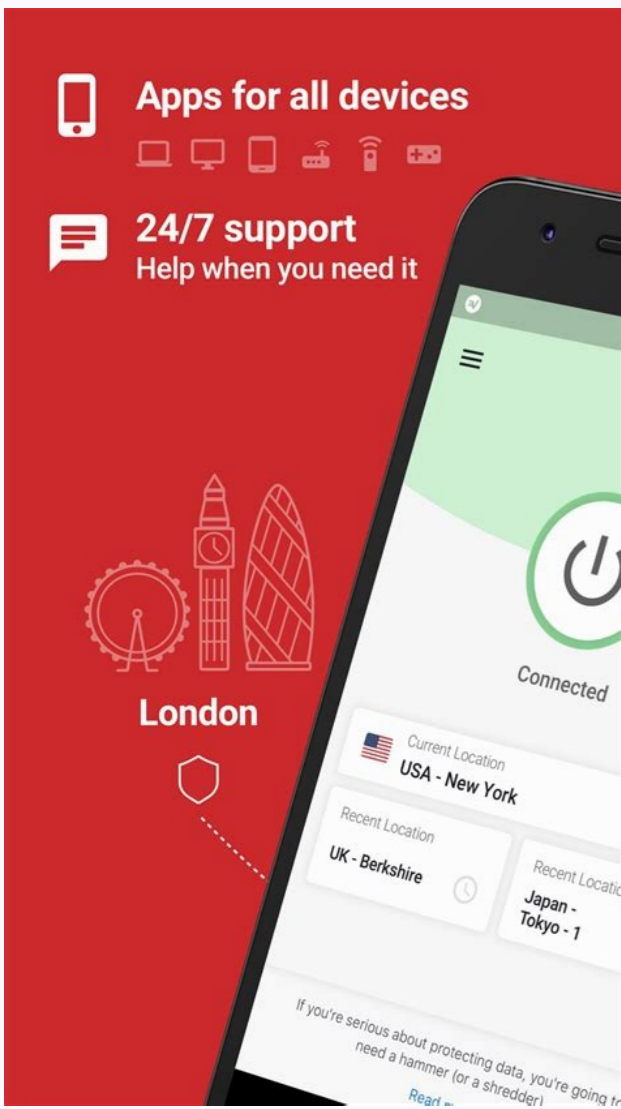 Apps for all devices
24/7 support
Help when you need it
London
Connected
Current Location
USA - New York
Recent Location
UK - Berkshire
Recent
Japan -
Tokyo - 1
If you're serious about protecting data, you're going to
need a hammer (or a shredder)
Read